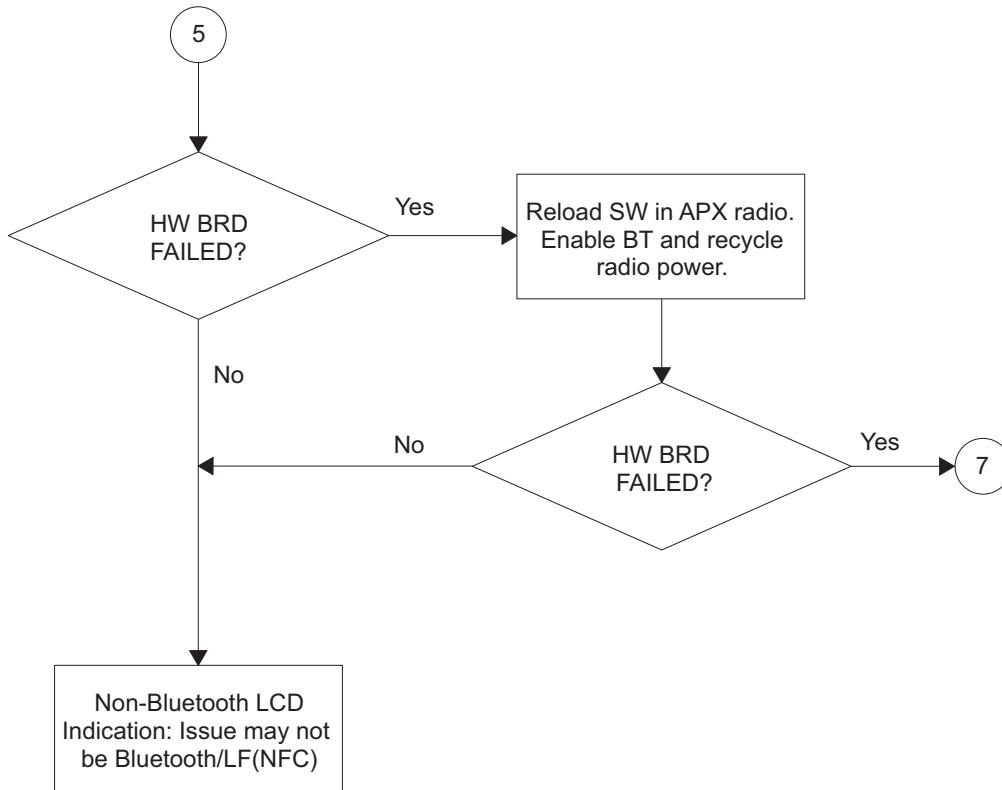 5
HW BRD
FAILED?
Yes
Reload SW in APX radio.
Enable BT and recycle
radio power.
No
No
HW BRD
FAILED?
Yes
7
Non-Bluetooth LCD
Indication: Issue may not
be Bluetooth/LF(NFC)